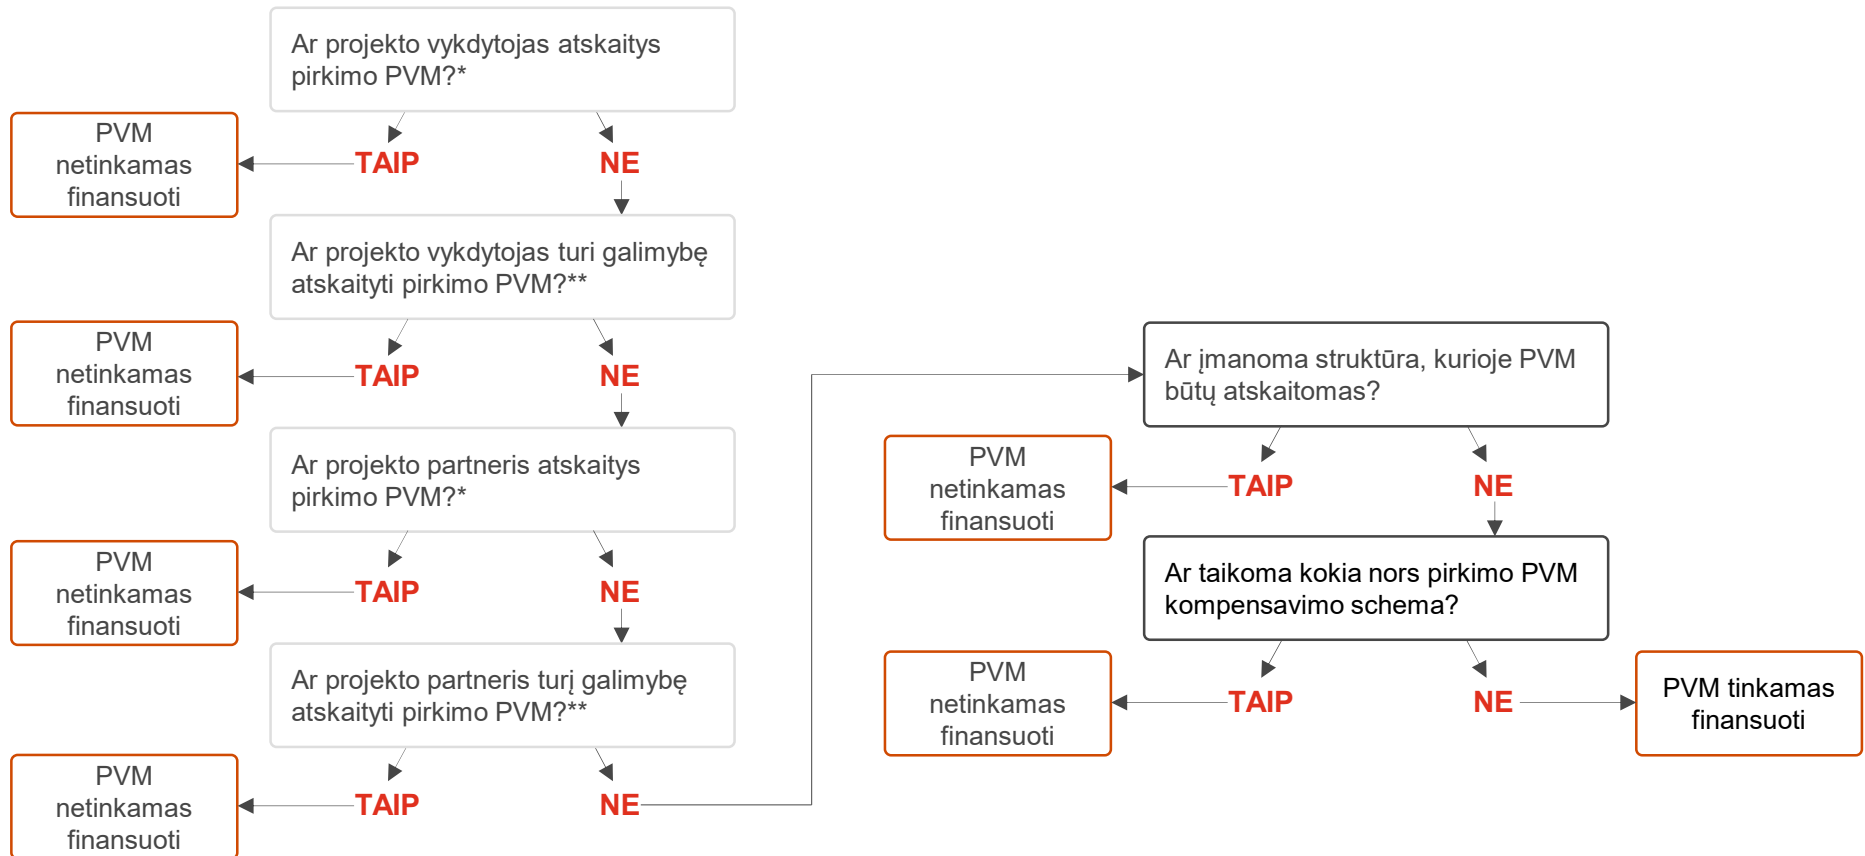 Ar projekto vykdytojas atskaitys
pirkimo PVM?*
PVM
netinkamas
finansuoti
TAIP
NE
Ar projekto vykdytojas turi galimybę
atskaityti pirkimo PVM?**
PVM
netinkamas
finansuoti
TAIP
NE
Ar projekto partneris atskaitys
pirkimo PVM?*
PVM
netinkamas
finansuoti
TAIP
NE
Ar projekto partneris turį galimybę
atskaityti pirkimo PVM?**
PVM
netinkamas
finansuoti
TAIP
NE
Ar įmanoma struktūra, kurioje PVM
būtų atskaitomas?
PVM
netinkamas
finansuoti
TAIP
NE
Ar taikoma kokia nors pirkimo PVM
kompensavimo schema?
PVM
netinkamas
finansuoti
TAIP
NE
PVM tinkamas
finansuoti